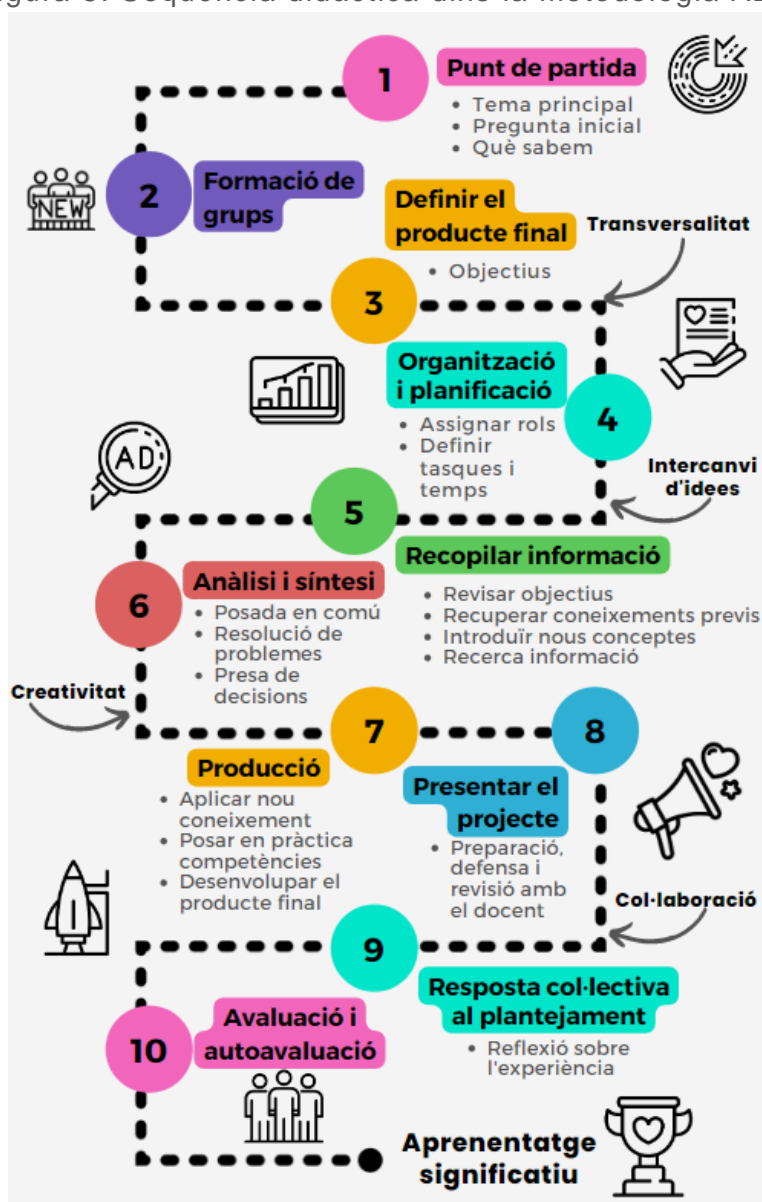 Seqüència didàctica dins la metodologia
1
Punt de partida
• Tema principal
• Pregunta inicial
• Què sabem
NEW
2
Formació de
grups
Definir el
producte final
• Objectius
Transversalitat
3
Organització
i planificació
• Assignar rols
• Definir
tasques i
temps
4
AD
Intercanvi
d'idees
5
Recopilar informació
• Revisar objectius
• Recuperar coneixements previs
• Introduïr nous conceptes
• Recerca informació
6
Anàlisi i síntesi
• Posada en comú
• Resolució de
problemes
• Presa de
decisions
Creativitat
7
Producció
• Aplicar nou
coneixement
• Posar en pràctica
competències
• Desenvolupar el
producte final
8
Presentar el
projecte
• Preparació,
defensa i
revisió amb
el docent
Col·laboració
9
Resposta col·lectiva
al plantejament
• Reflexió sobre
l'experiència
10
Avaluació i
autoavaluació
Aprenentatge
significatiu